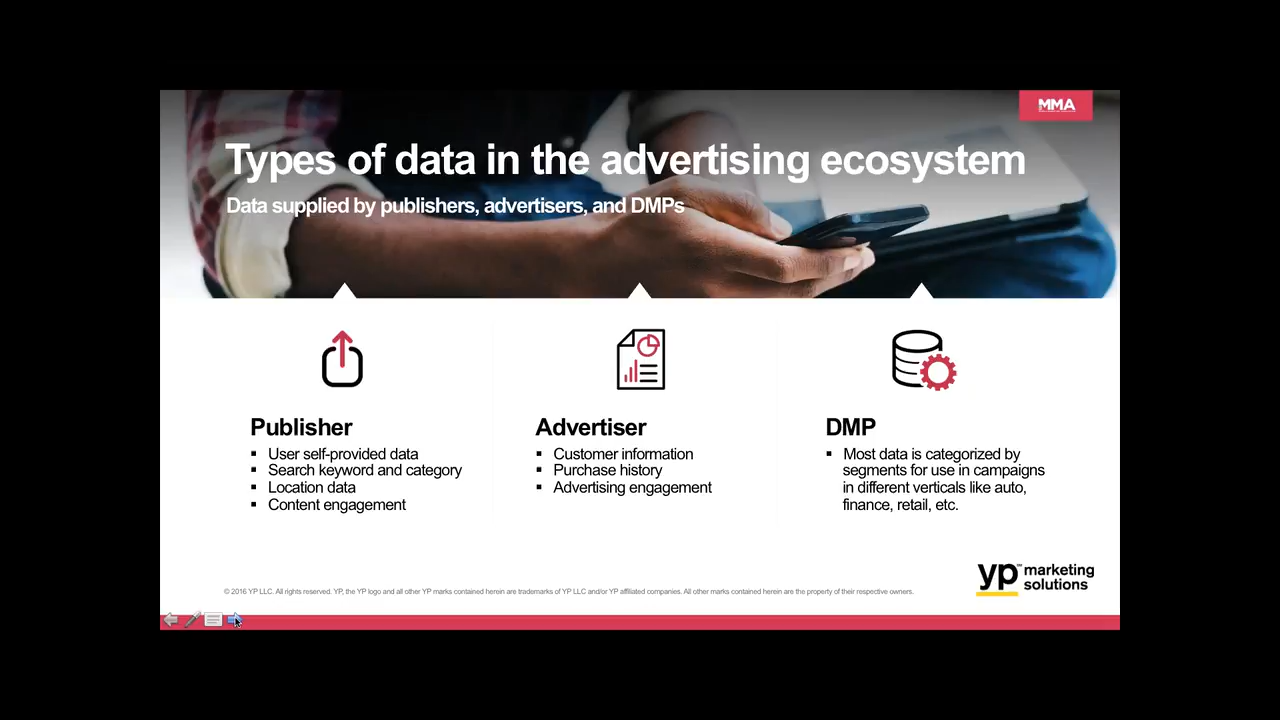 MMA
Types of data in the advertising ecosystem
Data supplied by publishers, advertisers, and DMPs
Publisher
▪ User self-provided data
▪ Search keyword and category
▪ Location data
▪ Content engagement
Advertiser
▪ Customer information
▪ Purchase history
▪ Advertising engagement
DMP
▪ Most data is categorized by
segments for use in campaigns
in different verticals like auto,
finance, retail, etc.
yp™ marketing
solutions
© 2016 YP LLC. All rights reserved. YP, the YP logo and all other YP marks contained herein are trademarks of YP LLC and/or YP affiliated companies. All other marks contained herein are the property of their respective owners.